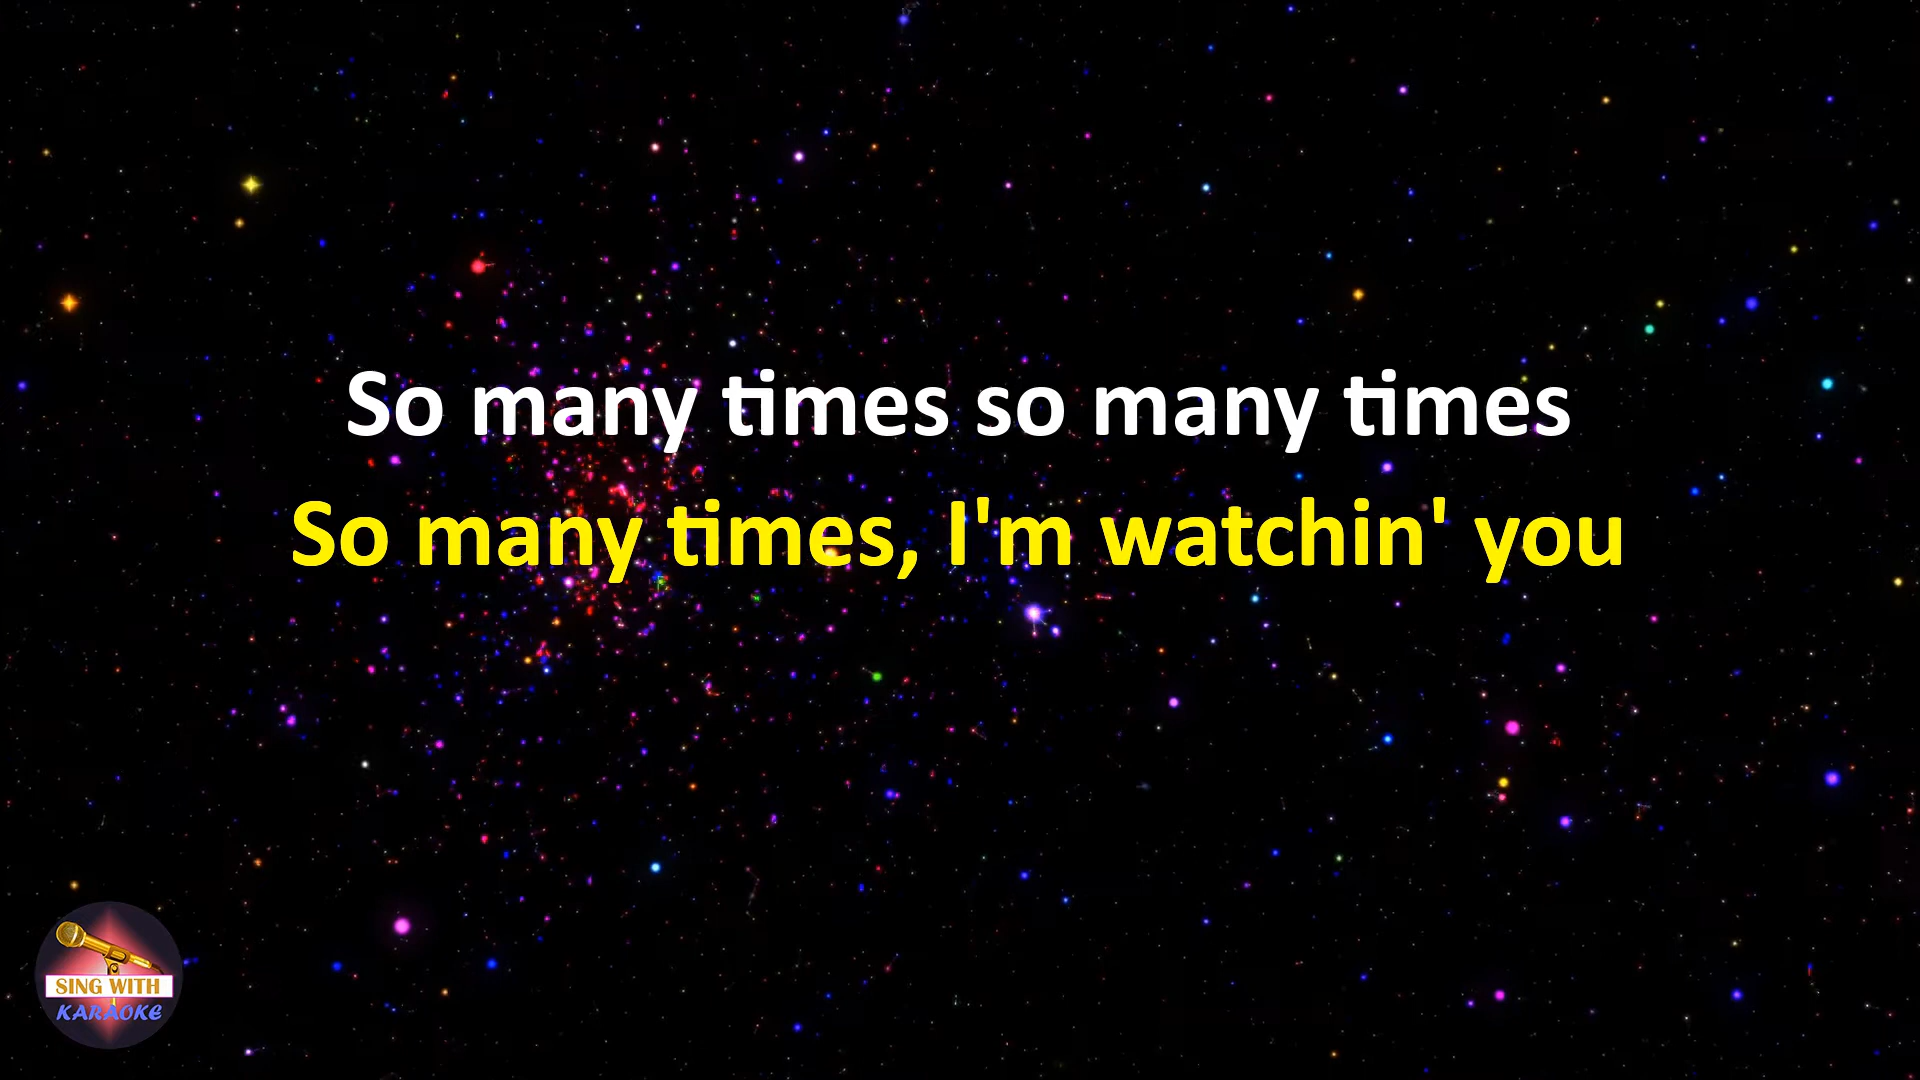 So many times so many times
So many times, I'm watchin' you
SING WITH
KARAOKE